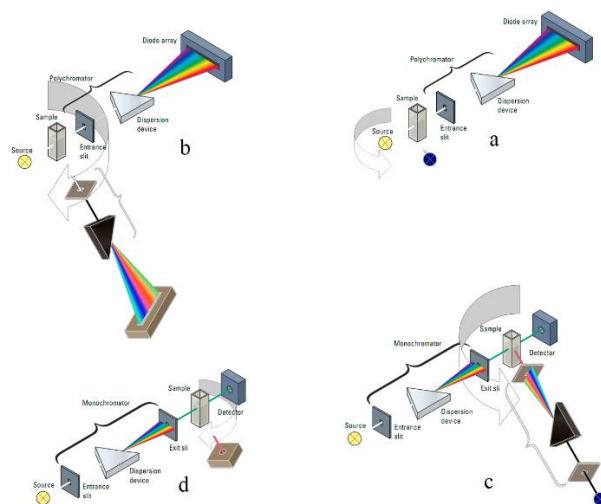 Diode array
Polychromator
Sample
Dispersion
device
Entrance
slit
Source
b
Diode array
Polychromator
Sample
Dispersion
device
Entrance
slit
Source
a
Monochromator
Sample
Detector
Exit sli
Dispersion
device
Entrance
slit
Source
d
Monochromator
Sample
Detector
Exit sli
Dispersion
device
Entrance
slit
Source
c